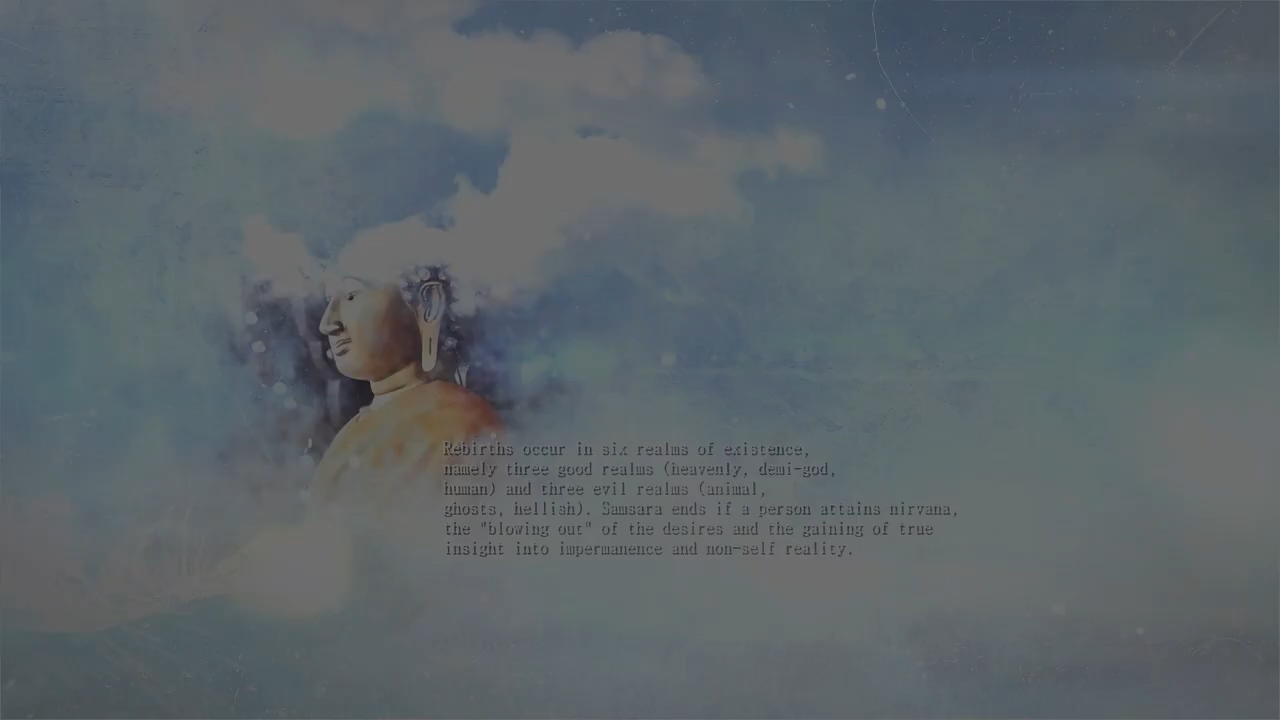 Rebirths occur in six realms of existence,
namely three good realms (heavenly, demi-god,
human) and three evil realms (animal,
ghosts, hellish). Samsara ends if a person attains nirvana,
the "blowing out" of the desires and the gaining of true
insight into impermanence and non-self reality.